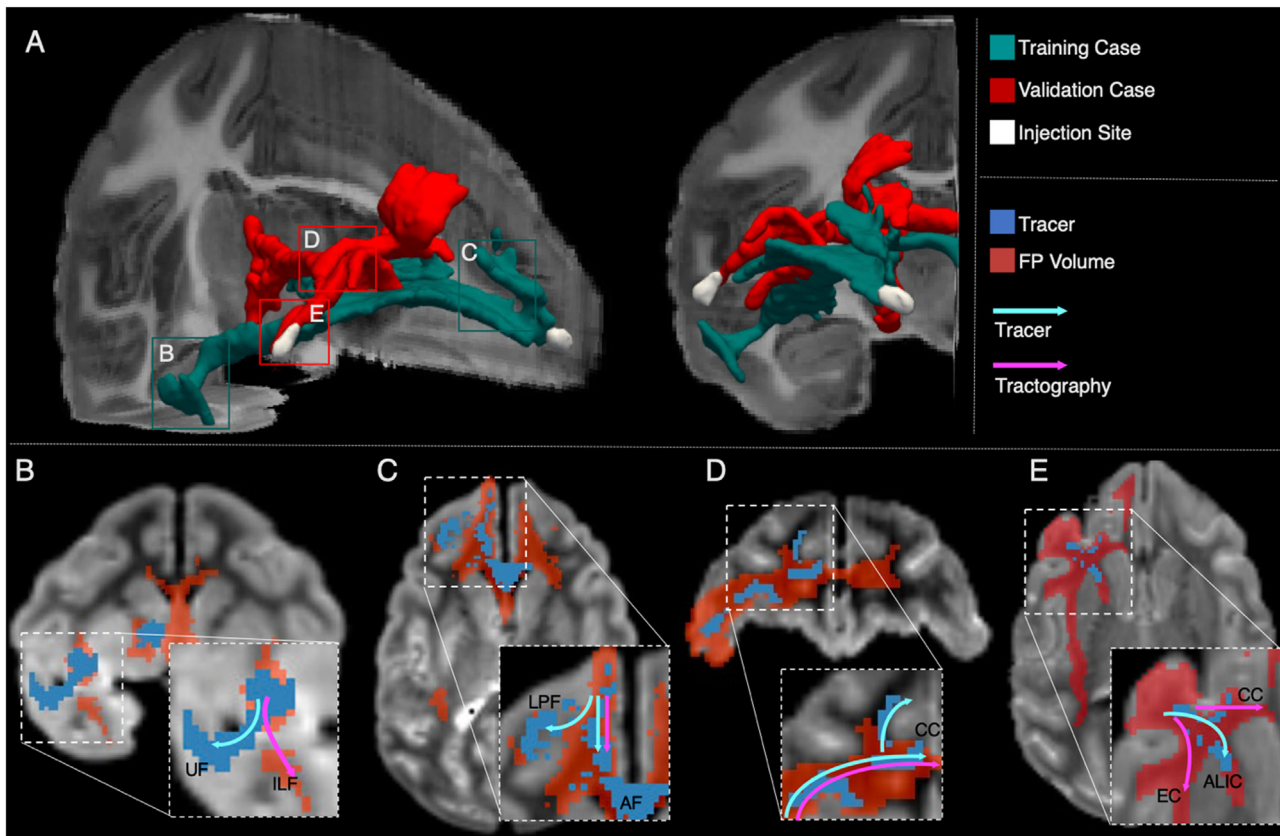 A
D
C
E
B
Training Case
Validation Case
Injection Site
Tracer
FP Volume
Tracer
Tractography
B
C
D
E
UF
ILF
LPF
AF
CC
CC
EC
ALIC